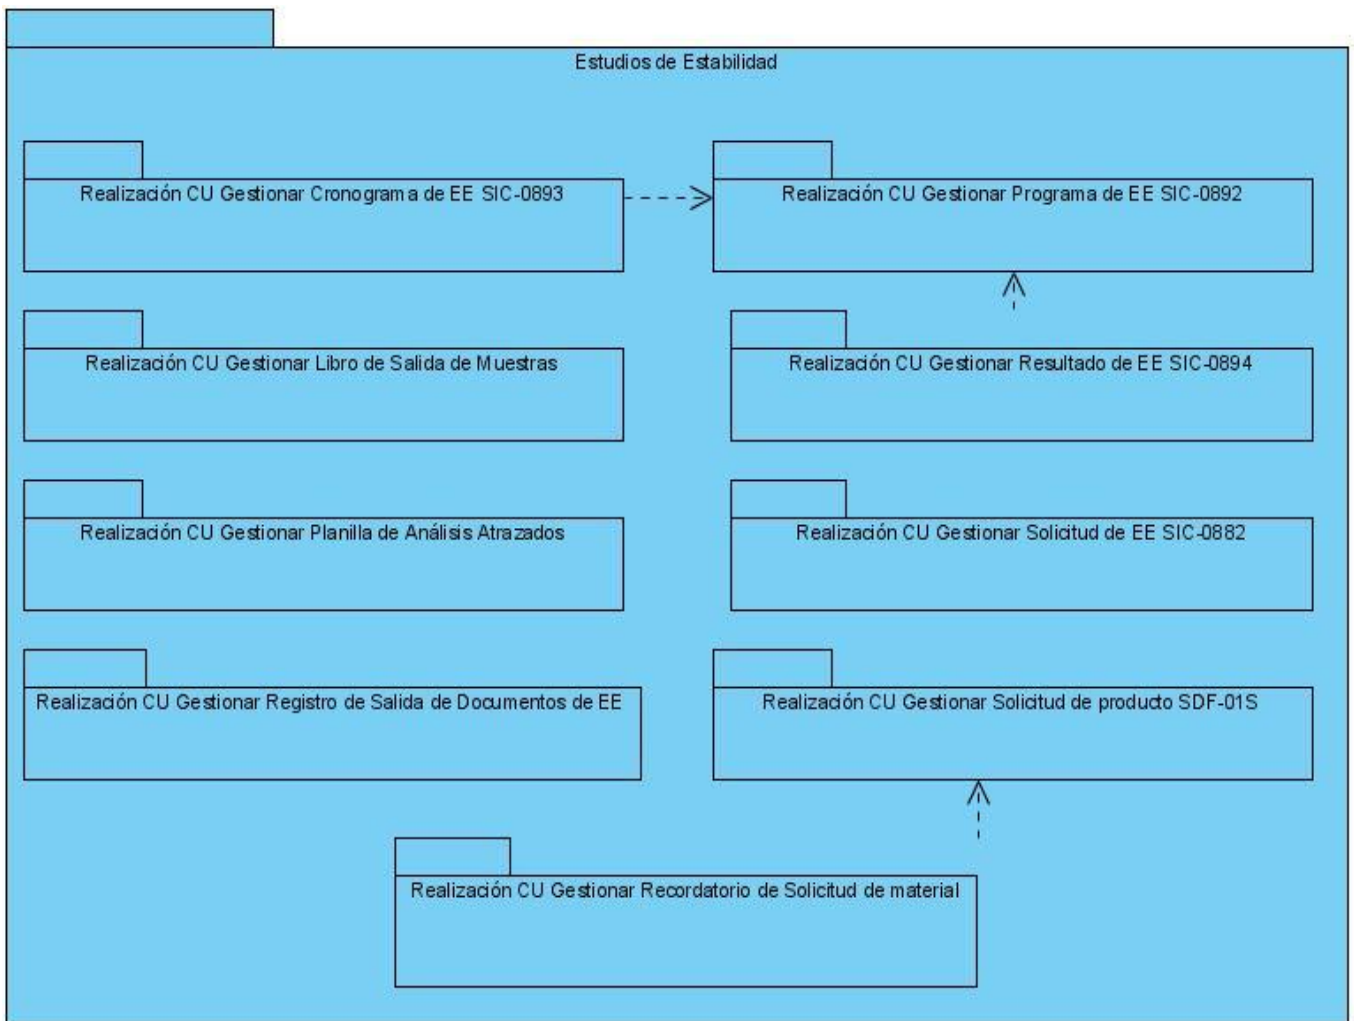 Estudios de Estabilidad
Realización CU Gestionar Cronograma de EE SIC-0893
Realización CU Gestionar Programa de EE SIC-0892
Realización CU Gestionar Libro de Salida de Muestras
Realización CU Gestionar Resultado de EE SIC-0894
Realización CU Gestionar Planilla de Análisis Atrazados
Realización CU Gestionar Solicitud de EE SIC-0882
Realización CU Gestionar Registro de Salida de Documentos de EE
Realización CU Gestionar Solicitud de producto SDF-01S
Realización CU Gestionar Recordatorio de Solicitud de material